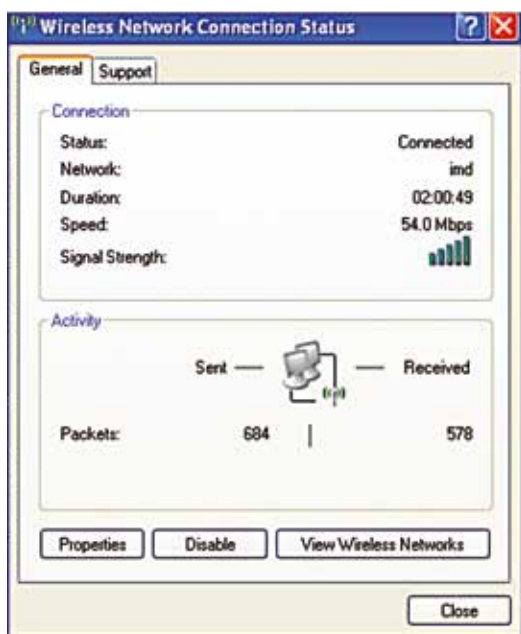 Wireless Network Connection Status
General Support
Connection
Status: Connected
Network: imd
Duration: 02:00:49
Speed: 54.0 Mbps
Signal Strength:
Activity
Sent Received
Packets: 684 578
Properties Disable View Wireless Networks
Close